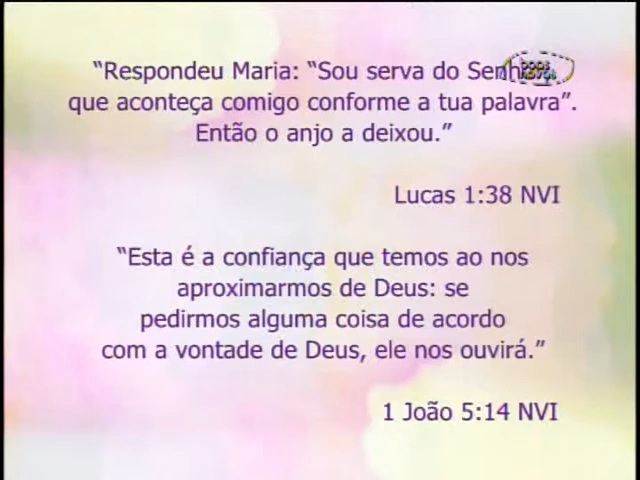 “Respondeu Maria: “Sou serva do
que aconteça comigo conforme a tua palavra”.
Então o anjo a deixou.”
Lucas 1:38 NVI
“Esta é a confiança que temos ao nos
aproximarmos de Deus: se
pedirmos alguma coisa de acordo
com a vontade de Deus, ele nos ouvirá.”
1 João 5:14 NVI